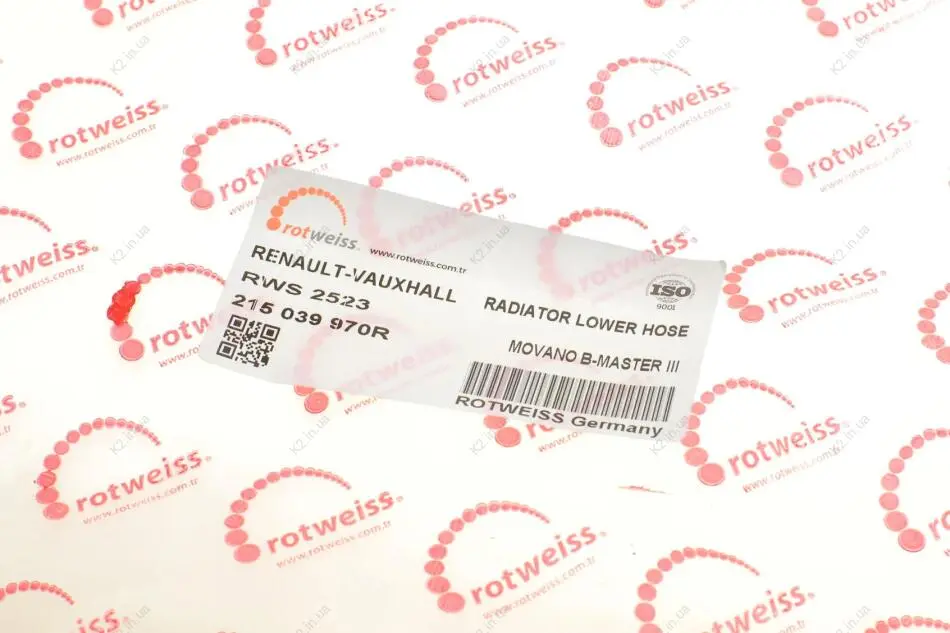 rotweiss.
www.rotweiss.com.tr
RENAULT-VAUXHALL
RWS 2523
215 039 970R
RADIATOR LOWER HOSE
ISO
9001
MOVANO B-MASTER III
ROTWEISS Germany
rotweiss®
www.rotweiss.com.tr
K2.in.ua